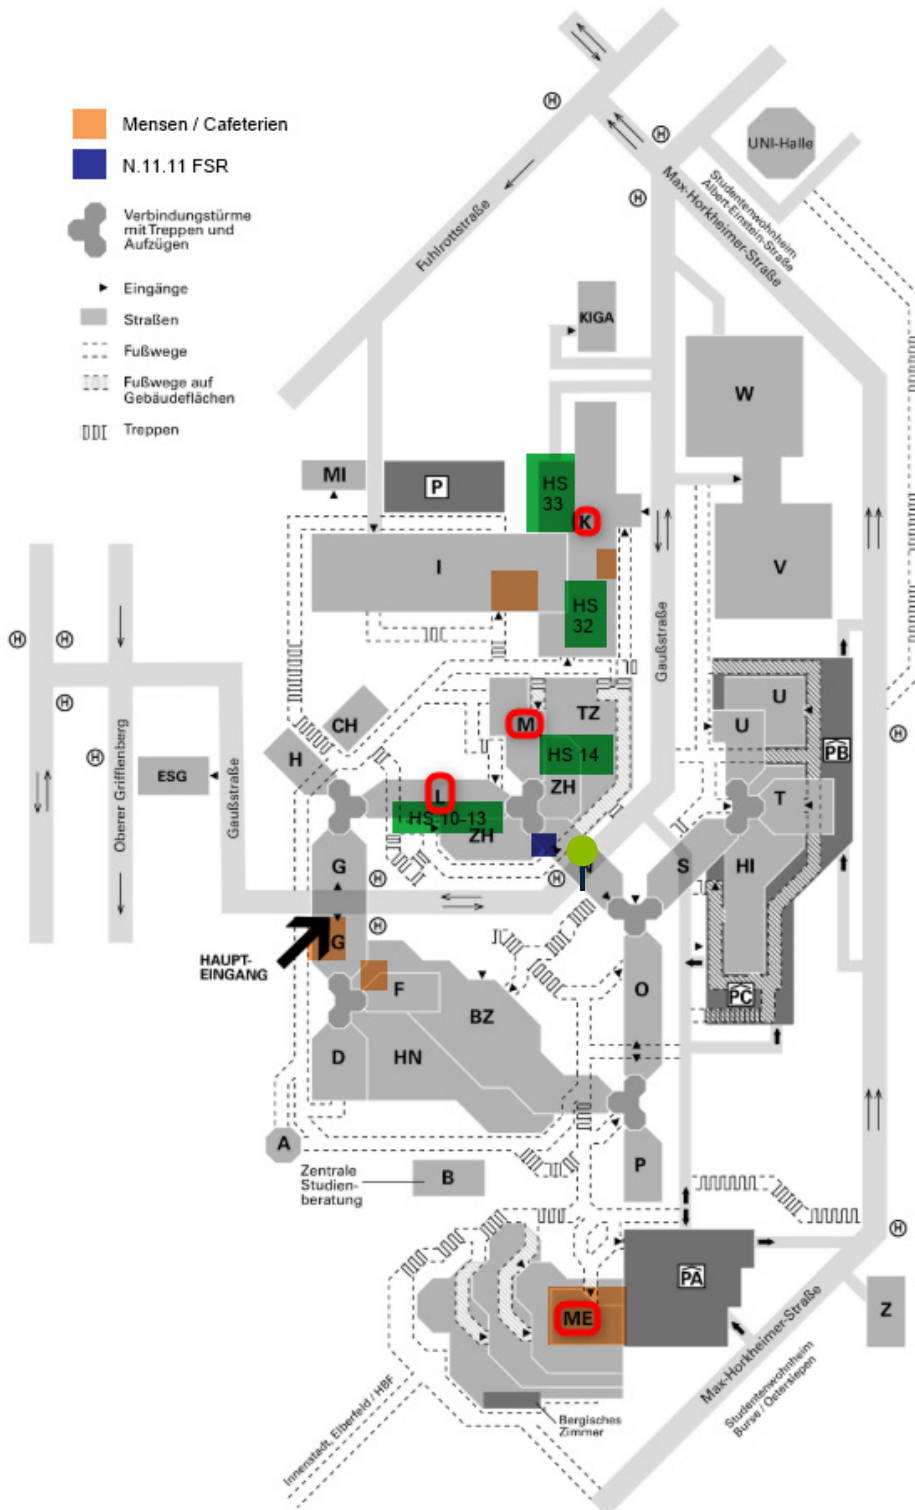 Mensen / Cafeterien
N.11.11 FSR
Verbindungstürme
mit Treppen und
Aufzügen
Eingänge
Straßen
Fußwege
Fußwege auf
Gebäudeflächen
Treppen
Fuhlrottstraße
UNI-Halle
Studentenwohnheim
Albert-Einstein-Straße
Max-Horkheimer-Straße
H
H
H
KIGA
W
MI
P
HS
33
K
I
V
HS
32
Gaußstraße
H
H
H
H
Oberer Grifflenberg
ESG
Gaußstraße
CH
H
M
TZ
HS 14
ZH
L
HS 10-13
ZH
U
U
PB
H
T
N
S
HI
G
H
H
H
HAUPT-
EINGANG
G
F
BZ
O
PC
D
HN
A
Zentrale
Studien-
beratung
B
P
H
PA
ME
Z
Max-Horkheimer-Straße
Studentenwohnheim
Burse / Oetersiepen
Bergisches
Zimmer
Innenstadt, Elberfeld / HBF